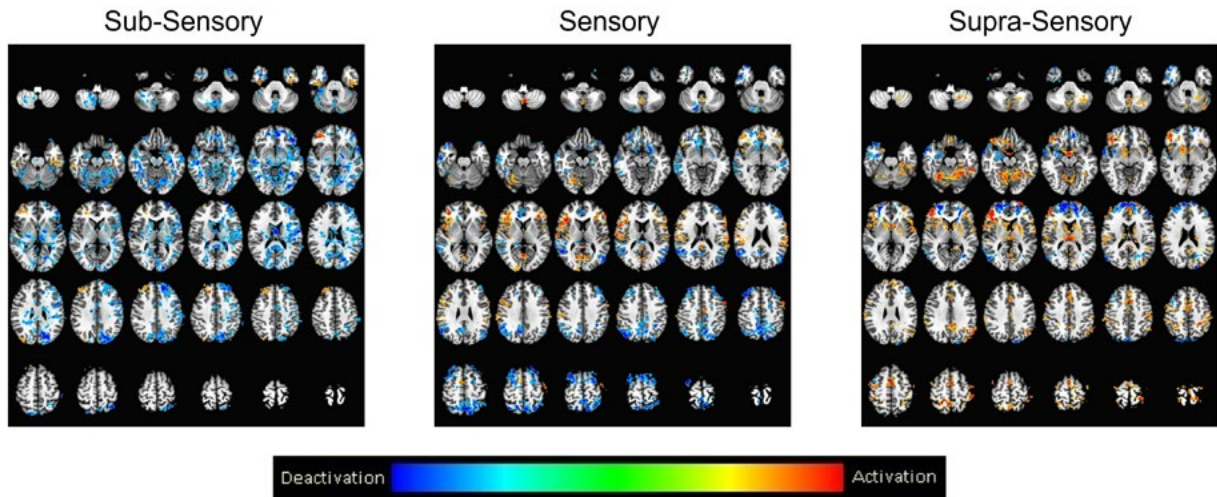 Sub-Sensory
Sensory
Supra-Sensory
Deactivation
Activation